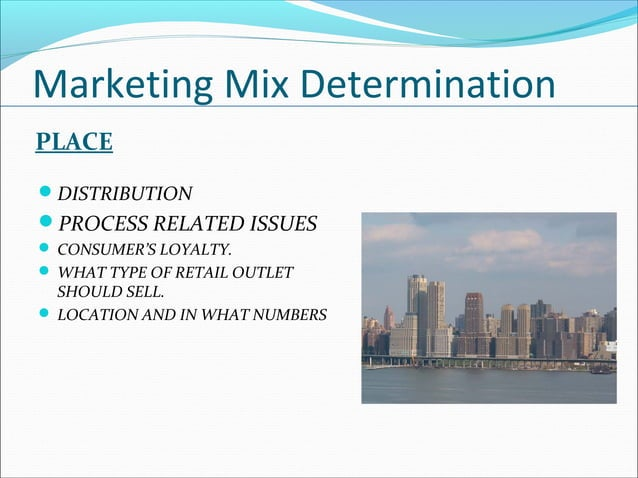 Marketing Mix Determination
PLACE
DISTRIBUTION
PROCESS RELATED ISSUES
CONSUMER’S LOYALTY.
WHAT TYPE OF RETAIL OUTLET
SHOULD SELL.
LOCATION AND IN WHAT NUMBERS